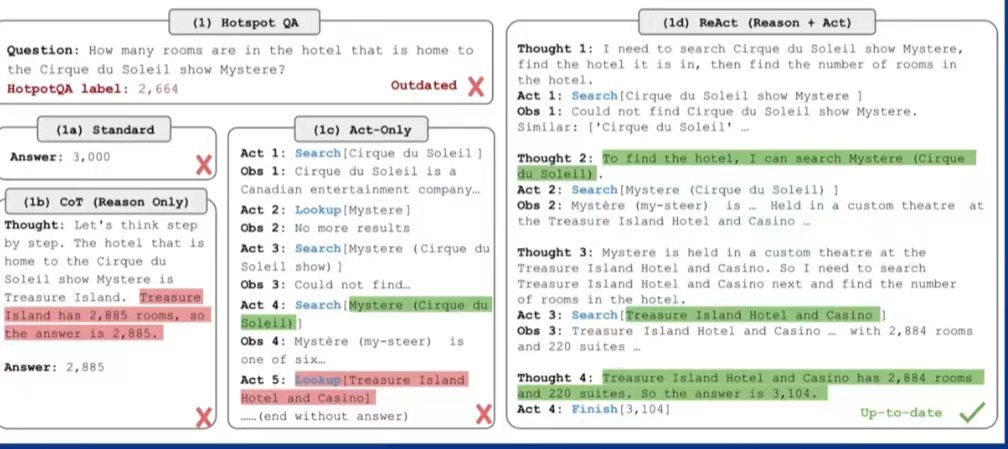 (1) Hotspot QA
Question: How many rooms are in the hotel that is home to
the Cirque du Soleil show Mystere?
HotpotQA label: 2,664
Outdated
(1a) Standard
Answer: 3,000
(1b) CoT (Reason Only)
Thought: Let's think step
by step. The hotel that is
home to the Cirque du
Soleil show Mystere is
Treasure Island. Treasure
Island has 2,885 rooms, so
the answer is 2,885.
Answer: 2,885
(1c) Act-Only
Act 1: Search[Cirque du Soleil ]
Obs 1: Cirque du Soleil is a
Canadian entertainment company…
Act 2: Lookup[Mystere]
Obs 2: No more results
Act 3: Search[Mystere (Cirque du
Soleil show) ]
Obs 3: Could not find…
Act 4: Search[Mystere (Cirque du
Soleil)]
Obs 4: Mystère (my-steer) is
one of six…
Act 5: Lookup[Treasure Island
Hotel and Casino]
……(end without answer)
(1d) ReAct (Reason + Act)
Thought 1: I need to search Cirque du Soleil show Mystere,
find the hotel it is in, then find the number of rooms in
the hotel.
Act 1: Search[Cirque du Soleil show Mystere ]
Obs 1: Could not find Cirque du Soleil show Mystere.
Similar: ['Cirque du Soleil' …
Thought 2: To find the hotel, I can search Mystere (Cirque
du Soleil).
Act 2: Search[Mystere (Cirque du Soleil) ]
Obs 2: Mystère (my-steer) is … Held in a custom theatre at
the Treasure Island Hotel and Casino …
Thought 3: Mystere is held in a custom theatre at the
Treasure Island Hotel and Casino. So I need to search
Treasure Island Hotel and Casino next and find the number
of rooms in the hotel.
Act 3: Search[Treasure Island Hotel and Casino ]
Obs 3: Treasure Island Hotel and Casino … with 2,884 rooms
and 220 suites …
Thought 4: Treasure Island Hotel and Casino has 2,884 rooms
and 220 suites. So the answer is 3,104.
Act 4: Finish[3,104]
Up-to-date